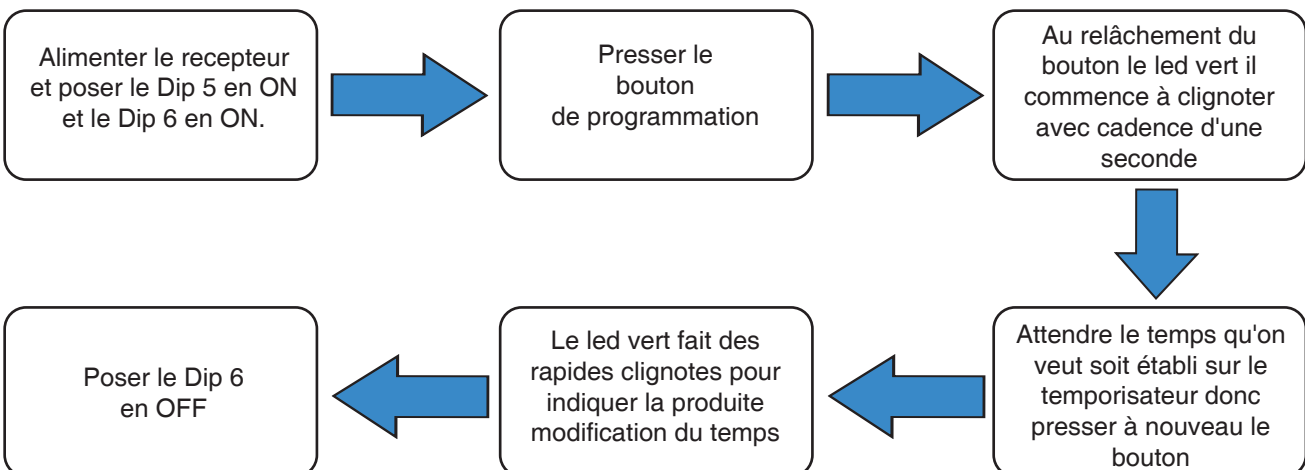 Alimenter le recepteur
et poser le Dip 5 en ON
et le Dip 6 en ON.
Presser le
bouton
de programmation
Au relâchement du
bouton le led vert il
commence à clignoter
avec cadence d'une
seconde
Attendre le temps qu'on
veut soit établi sur le
temporisateur donc
presser à nouveau le
bouton
Le led vert fait des
rapides clignotes pour
indiquer la produite
modification du temps
Poser le Dip 6
en OFF